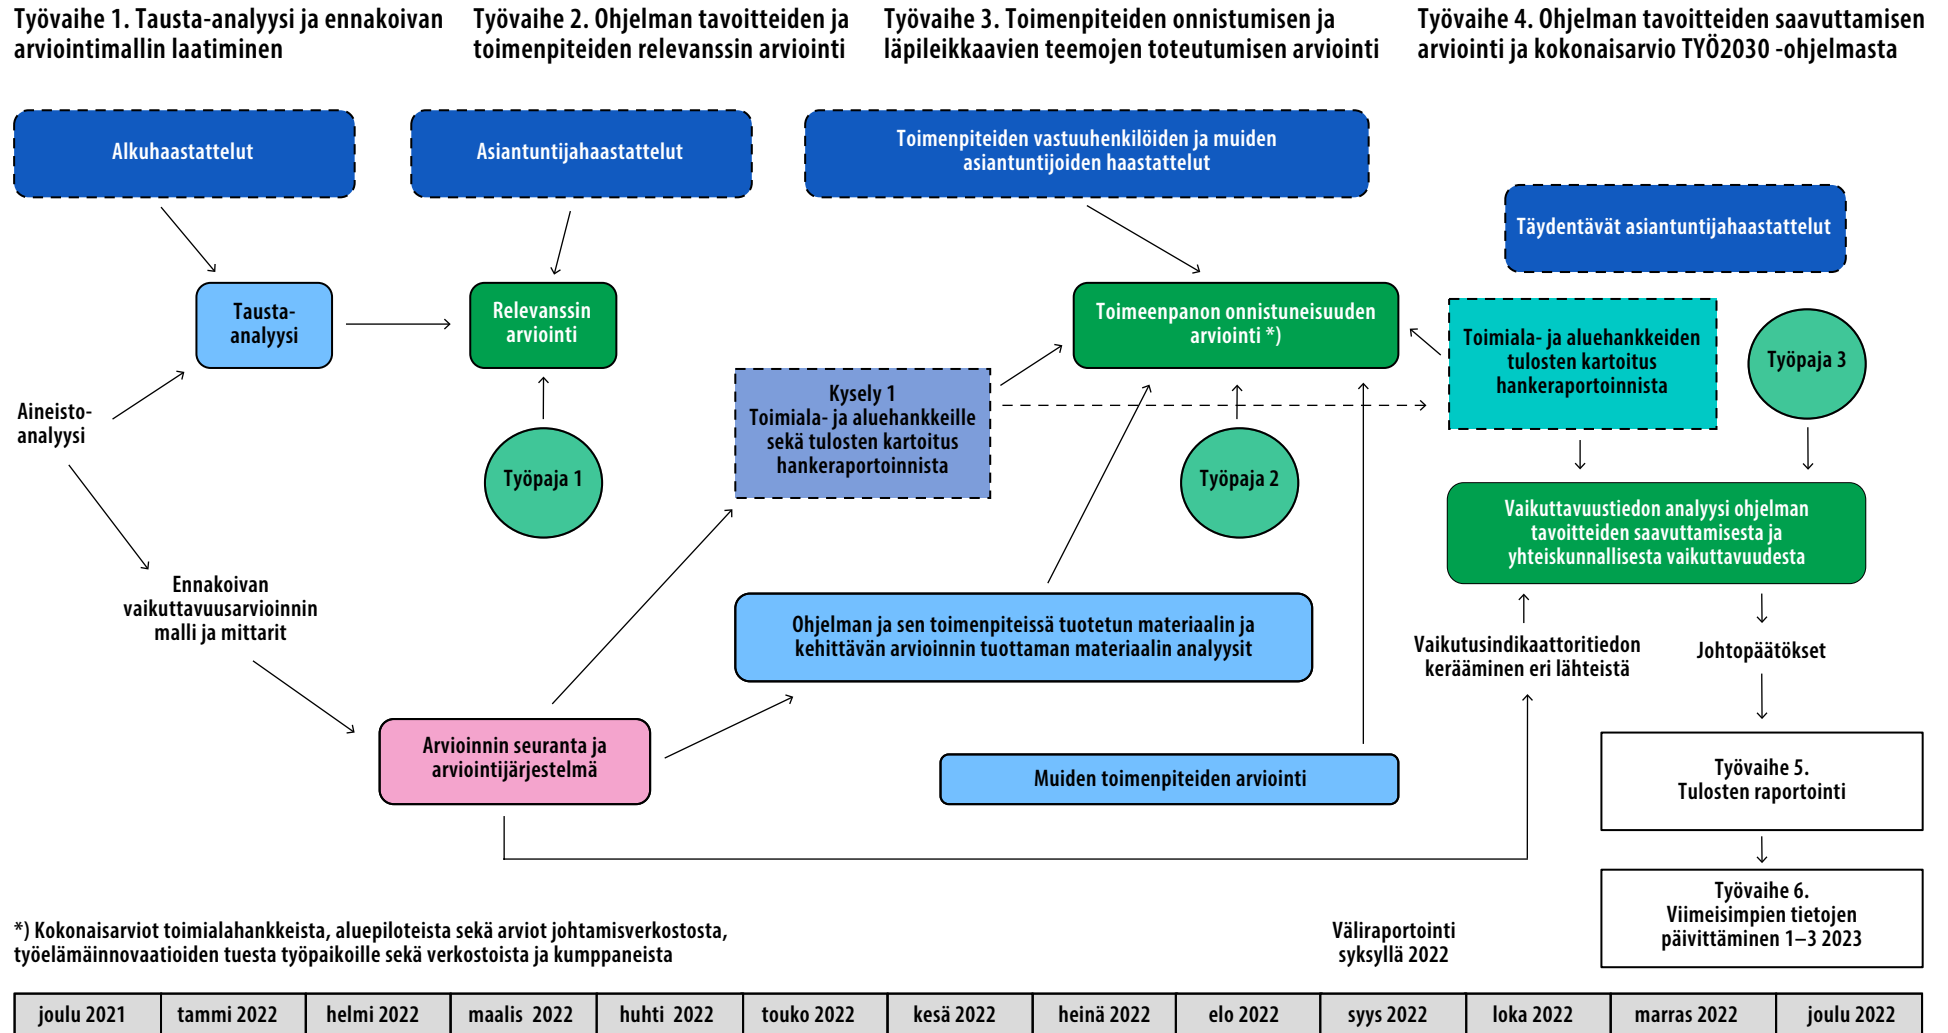 Työvaihe 1. Tausta-analyysi ja ennakoivan
arviointimallin laatiminen
Työvaihe 2. Ohjelman tavoitteiden ja
toimenpiteiden relevanssin arviointi
Työvaihe 3. Toimenpiteiden onnistumisen ja
läpileikkaavien teemojen toteutumisen arviointi
Työvaihe 4. Ohjelman tavoitteiden saavuttamisen
arviointi ja kokonaisarvio TYÖ2030 -ohjelmasta
Alkuhaastattelut
Asiantuntijahaastattelut
Toimenpiteiden vastuuhenkilöiden ja muiden
asiantuntijoiden haastattelut
Täydentävät asiantuntijahaastattelut
Tausta-
analyysi
Relevanssin
arviointi
Toimeenpanon onnistuneisuuden
arviointi *)
Toimiala- ja aluehankkeiden
tulosten kartoitus
hankeraportoinnista
Työpaja 3
Aineisto-
analyysi
Kysely 1
Toimiala- ja aluehankkeille
sekä tulosten kartoitus
hankeraportoinnista
Työpaja 1
Työpaja 2
Vaikuttavuustiedon analyysi ohjelman
tavoitteiden saavuttamisesta ja
yhteiskunnallisesta vaikuttavuudesta
Ennakoivan
vaikuttavuusarvioinnin
malli ja mittarit
Ohjelman ja sen toimenpiteissä tuotetun materiaalin ja
kehittävän arvioinnin tuottaman materiaalin analyysit
Vaikutusindikaattoritiedon
kerääminen eri lähteistä
Johtopäätökset
Arvioinnin seuranta ja
arviointijärjestelmä
Muiden toimenpiteiden arviointi
Työvaihe 5.
Tulosten raportointi
Työvaihe 6.
Viimeisimpien tietojen
päivittäminen 1–3 2023
*) Kokonaisarviot toimialahankkeista, aluepiloteista sekä arviot johtamisverkostosta,
työelämäinnovaatioiden tuesta työpaikoille sekä verkostoista ja kumppaneista
Väliraportointi
syksyllä 2022
joulu 2021 tammi 2022 helmi 2022 maalis 2022 huhti 2022 touko 2022 kesä 2022 heinä 2022 elo 2022 syys 2022 loka 2022 marras 2022 joulu 2022